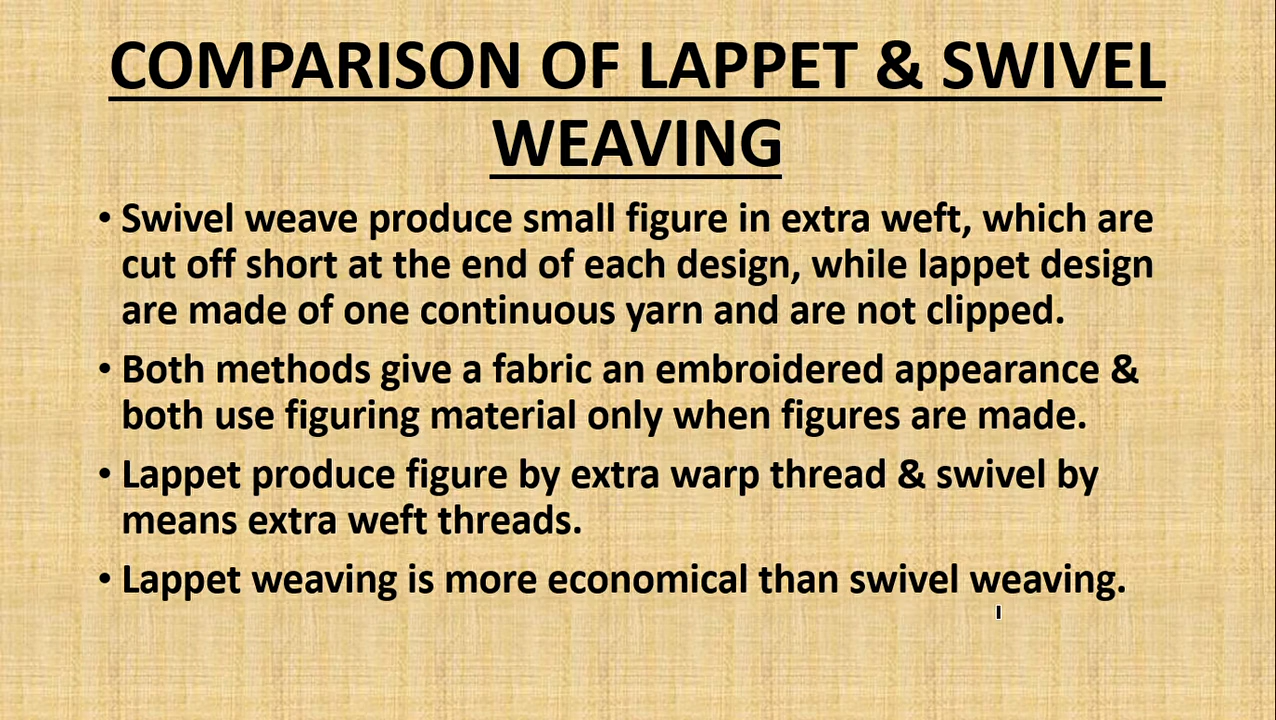 COMPARISON OF LAPPET & SWIVEL
WEAVING
• Swivel weave produce small figure in extra weft, which are
cut off short at the end of each design, while lappet design
are made of one continuous yarn and are not clipped.
• Both methods give a fabric an embroidered appearance &
both use figuring material only when figures are made.
• Lappet produce figure by extra warp thread & swivel by
means extra weft threads.
• Lappet weaving is more economical than swivel weaving.